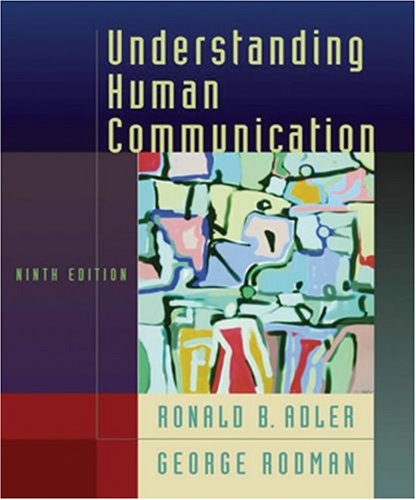 Understanding
Human
Communication
NINTH EDITION
RONALD B. ADLER
GEORGE RODMAN